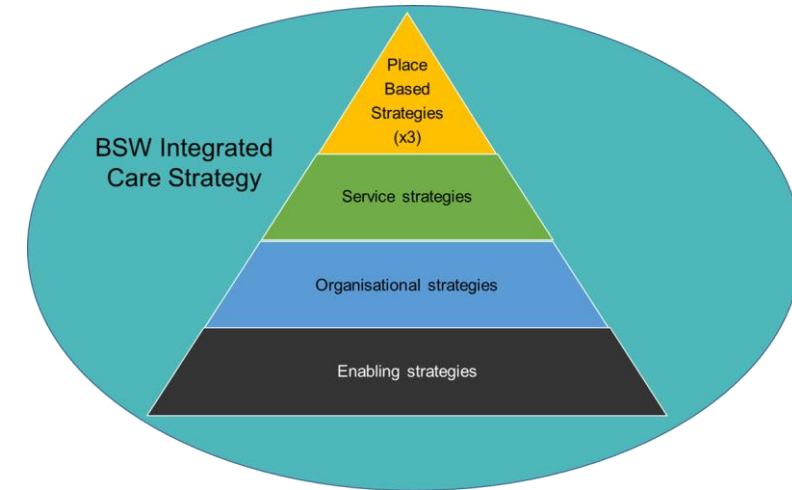 Place
Based
Strategies
(x3)
BSW Integrated
Care Strategy
Service strategies
Organisational strategies
Enabling strategies